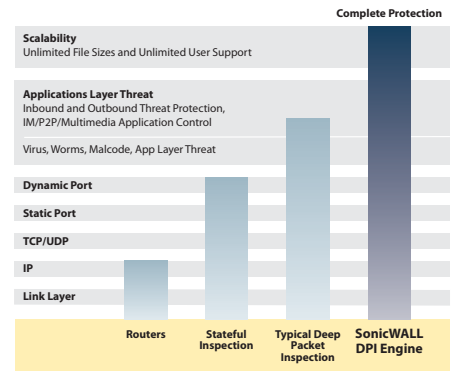 Complete Protection
Scalability
Unlimited File Sizes and Unlimited User Support
Applications Layer Threat
Inbound and Outbound Threat Protection,
IM/P2P/Multimedia Application Control
Virus, Worms, Malcode, App Layer Threat
Dynamic Port
Static Port
TCP/UDP
IP
Link Layer
Routers
Stateful
Inspection
Typical Deep
Packet
Inspection
SonicWALL
DPI Engine